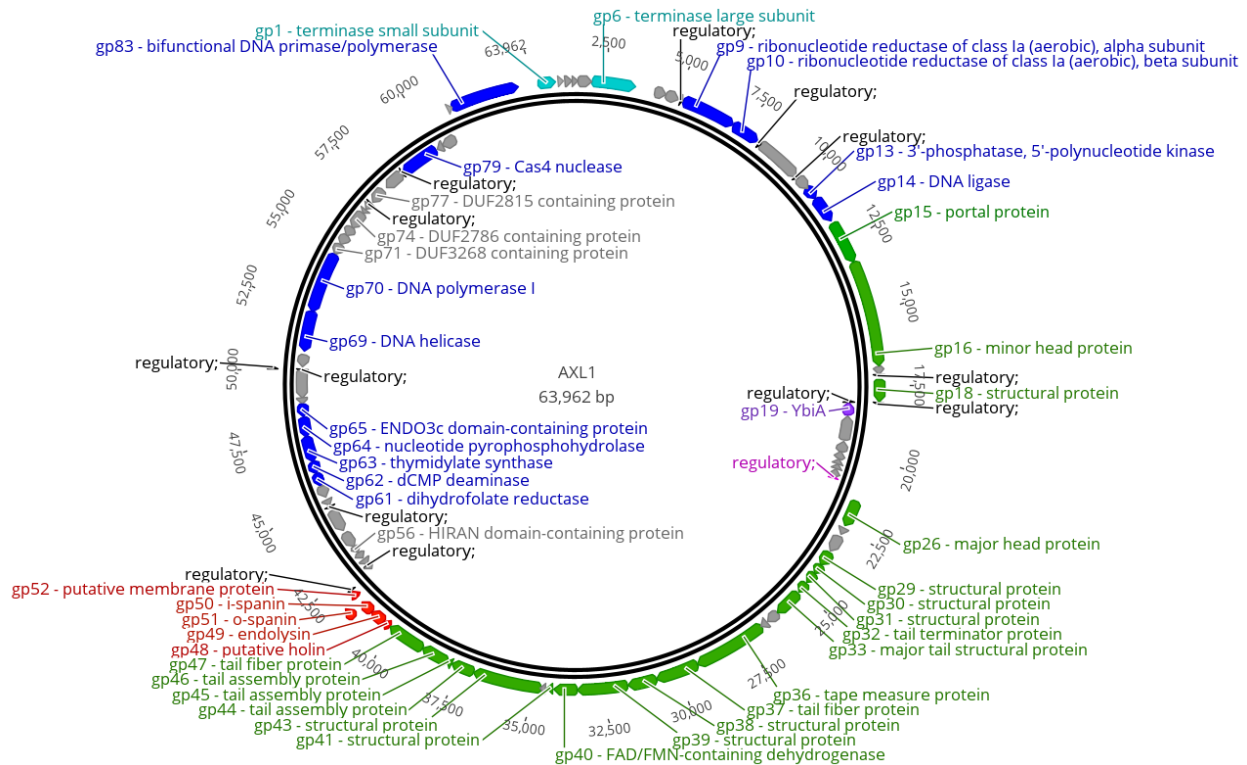 gp6 - terminase large subunit
gp1 - terminase small subunit
regulatory;
gp83 - bifunctional DNA primase/polymerase
63,962
2,500
gp9 - ribonucleotide reductase of class Ia (aerobic), alpha subunit
5,000
gp10 - ribonucleotide reductase of class Ia (aerobic), beta subunit
60,000
7,500
regulatory;
57,500
10,000
regulatory;
gp13 - 3'-phosphatase, 5'-polynucleotide kinase
gp79 - Cas4 nuclease
gp14 - DNA ligase
regulatory;
gp77 - DUF2815 containing protein
55,000
gp15 - portal protein
12,500
regulatory;
gp74 - DUF2786 containing protein
gp71 - DUF3268 containing protein
52,500
gp70 - DNA polymerase I
15,000
gp69 - DNA helicase
gp16 - minor head protein
regulatory;
50,000
regulatory;
AXL1
63,962 bp
17,500
regulatory;
gp18 - structural protein
regulatory;
regulatory;
gp19 - YbiA
gp65 - ENDO3c domain-containing protein
gp64 - nucleotide pyrophosphohydrolase
47,500
gp63 - thymidylate synthase
regulatory;
20,000
gp62 - dCMP deaminase
gp61 - dihydrofolate reductase
regulatory;
45,000
gp56 - HIRAN domain-containing protein
gp26 - major head protein
22,500
regulatory;
regulatory;
gp52 - putative membrane protein
gp29 - structural protein
42,500
gp50 - i-spanin
gp30 - structural protein
gp51 - o-spanin
gp31 - structural protein
25,000
gp49 - endolysin
gp32 - tail terminator protein
gp48 - putative holin
gp33 - major tail structural protein
gp47 - tail fiber protein
40,000
27,500
gp46 - tail assembly protein
gp45 - tail assembly protein
gp36 - tape measure protein
gp44 - tail assembly protein
37,500
30,000
gp37 - tail fiber protein
gp43 - structural protein
35,000
32,500
gp38 - structural protein
gp41 - structural protein
gp39 - structural protein
gp40 - FAD/FMN-containing dehydrogenase